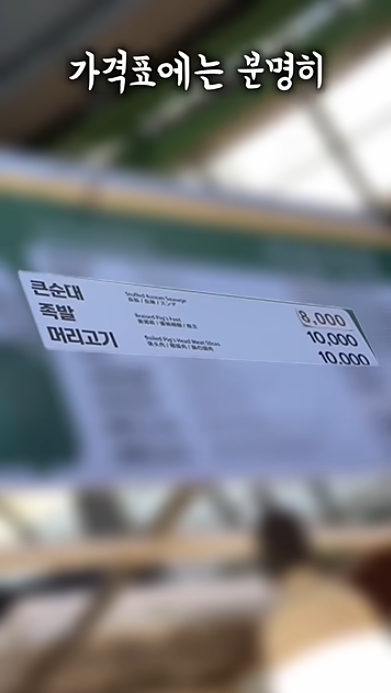 가격표에는 분명히
큰순대 Stuffed Korean Sausage 8,000
족발 Braised Pig's Feet 10,000
머리고기 Boiled Pig's Head Meat Slices 10,000